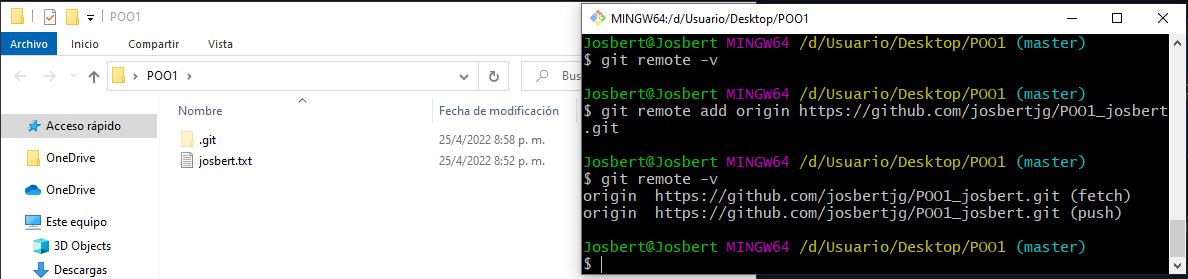 POO1
Archivo Inicio Compartir Vista
POO1
Nombre Fecha de modificación
Acceso rápido
.git 25/4/2022 8:58 p. m.
josbert.txt 25/4/2022 8:52 p. m.
OneDrive
OneDrive
Este equipo
3D Objects
Descargas
Bus
MINGW64:/d/Usuario/Desktop/POO1
Josbert@Josbert MINGW64 /d/Usuario/Desktop/POO1 (master)
$ git remote -v
Josbert@Josbert MINGW64 /d/Usuario/Desktop/POO1 (master)
$ git remote add origin https://github.com/josbertjg/POO1_josbert
.git
Josbert@Josbert MINGW64 /d/Usuario/Desktop/POO1 (master)
$ git remote -v
origin https://github.com/josbertjg/POO1_josbert.git (fetch)
origin https://github.com/josbertjg/POO1_josbert.git (push)
Josbert@Josbert MINGW64 /d/Usuario/Desktop/POO1 (master)
$